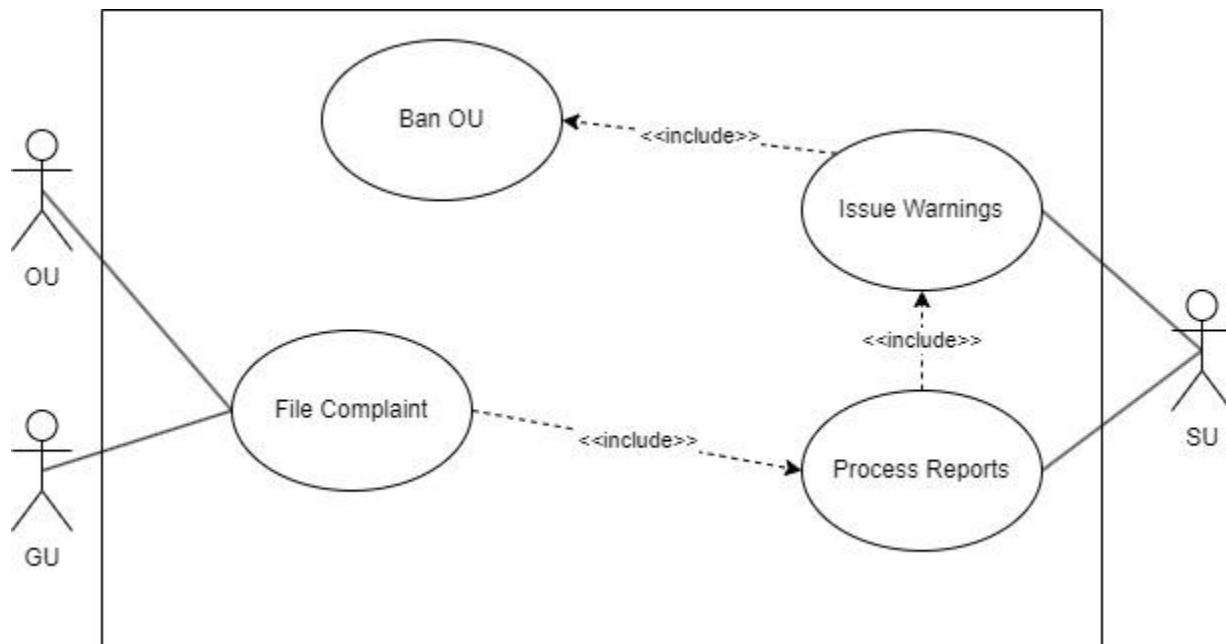 Ban OU
<<include>>
Issue Warnings
OU
<<include>>
File Complaint
<<include>>
Process Reports
SU
GU